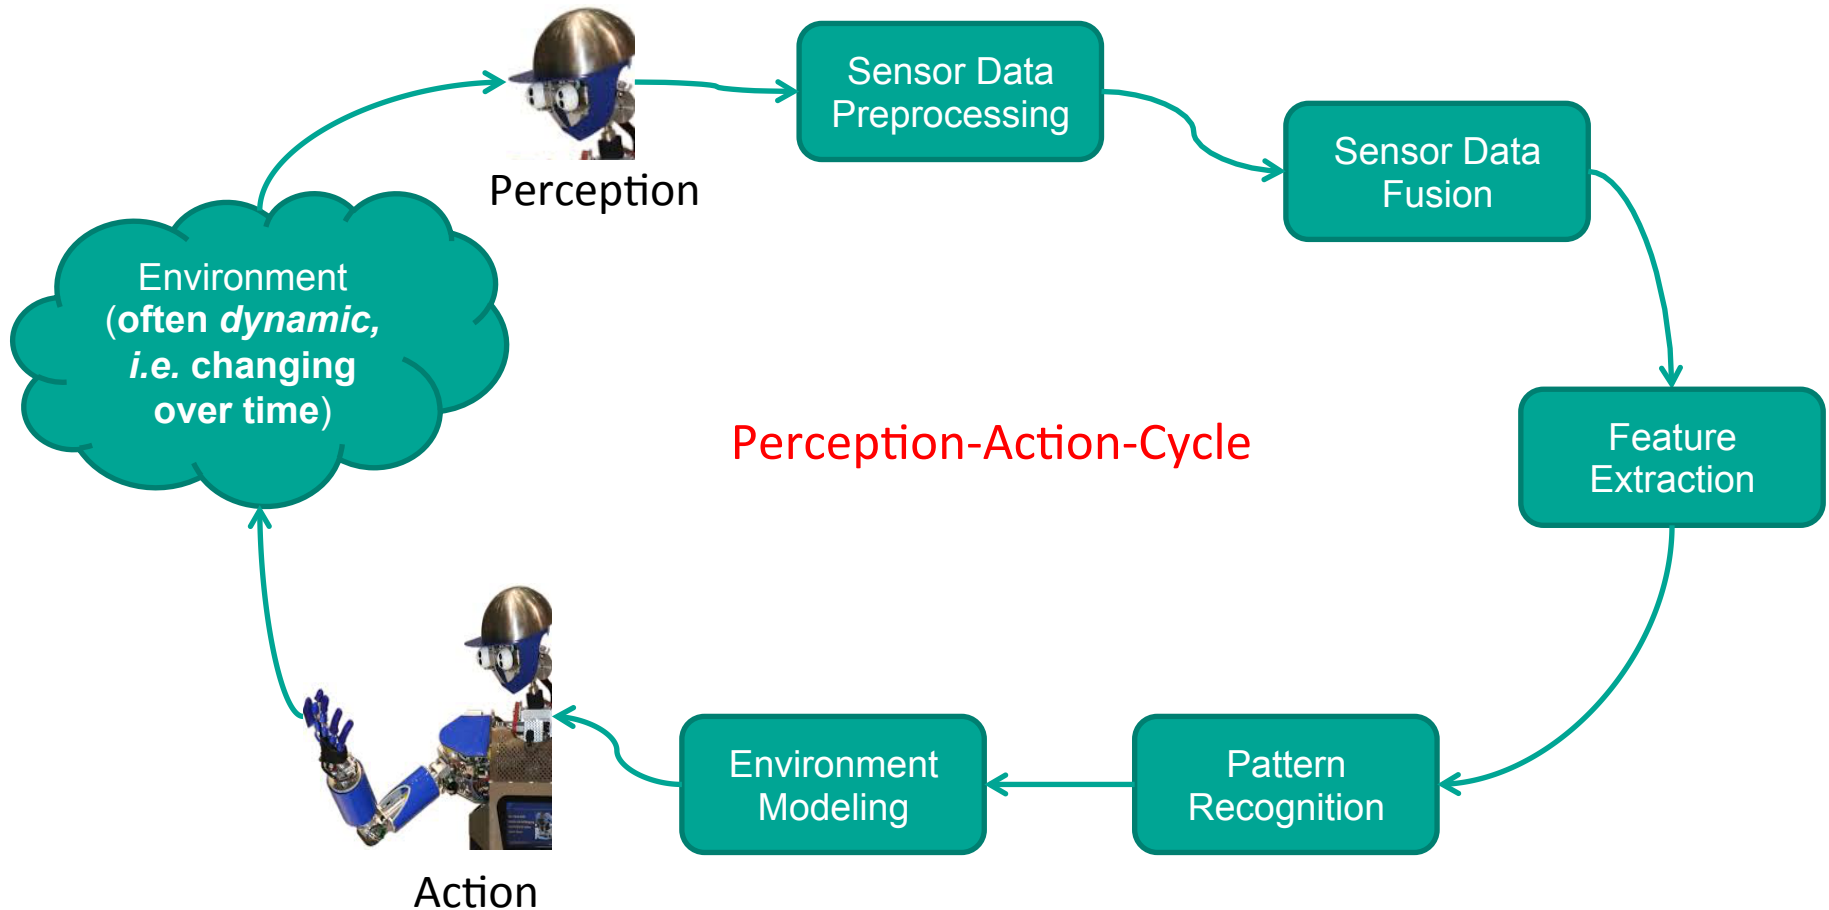 Perception
Sensor Data
Preprocessing
Sensor Data
Fusion
Environment
(often dynamic,
i.e. changing
over time)
Perception-Action-Cycle
Feature
Extraction
Environment
Modeling
Pattern
Recognition
Action